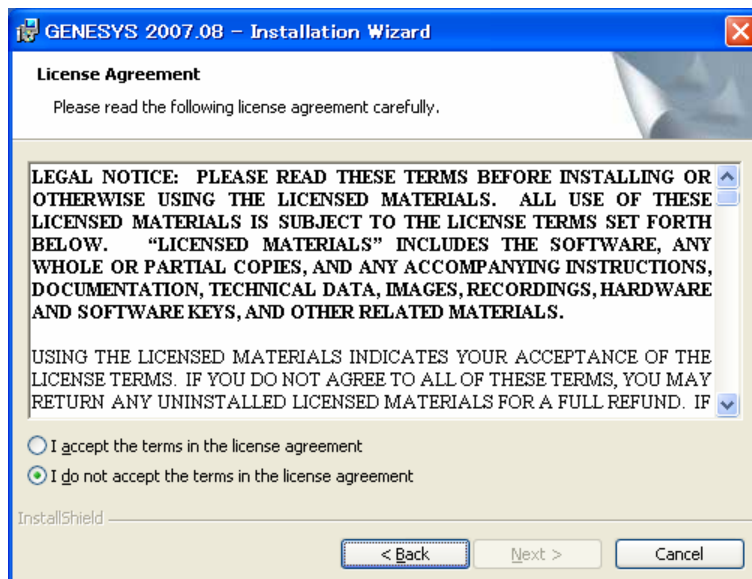 GENESYS 2007.08 - Installation Wizard
License Agreement
Please read the following license agreement carefully.
LEGAL NOTICE: PLEASE READ THESE TERMS BEFORE INSTALLING OR
OTHERWISE USING THE LICENSED MATERIALS. ALL USE OF THESE
LICENSED MATERIALS IS SUBJECT TO THE LICENSE TERMS SET FORTH
BELOW. “LICENSED MATERIALS” INCLUDES THE SOFTWARE, ANY
WHOLE OR PARTIAL COPIES, AND ANY ACCOMPANYING INSTRUCTIONS,
DOCUMENTATION, TECHNICAL DATA, IMAGES, RECORDINGS, HARDWARE
AND SOFTWARE KEYS, AND OTHER RELATED MATERIALS.
USING THE LICENSED MATERIALS INDICATES YOUR ACCEPTANCE OF THE
LICENSE TERMS. IF YOU DO NOT AGREE TO ALL OF THESE TERMS, YOU MAY
RETURN ANY UNINSTALLED LICENSED MATERIALS FOR A FULL REFUND. IF
I accept the terms in the license agreement
I do not accept the terms in the license agreement
InstallShield
< Back
Next >
Cancel